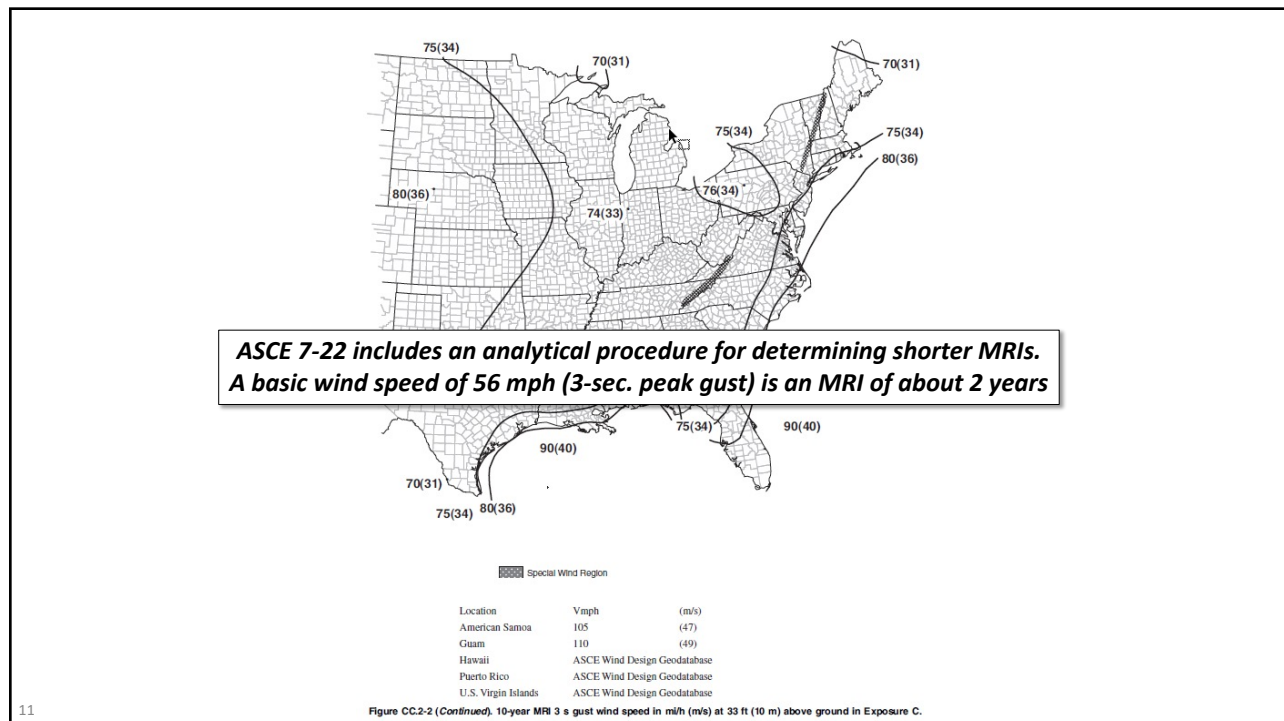 75(34)
70(31)
70(31)
75(34)
75(34)
80(36)
76(34)
80(36)
74(33)
ASCE 7-22 includes an analytical procedure for determining shorter MRIs.
A basic wind speed of 56 mph (3-sec. peak gust) is an MRI of about 2 years
75(34)
90(40)
90(40)
70(31)
75(34)
80(36)
Special Wind Region
Location Vmph (m/s)
American Samoa 105 (47)
Guam 110 (49)
Hawaii ASCE Wind Design Geodatabase
Puerto Rico ASCE Wind Design Geodatabase
U.S. Virgin Islands ASCE Wind Design Geodatabase
11
Figure CC.2-2 (Continued). 10-year MRI 3 s gust wind speed in mi/h (m/s) at 33 ft (10 m) above ground in Exposure C.